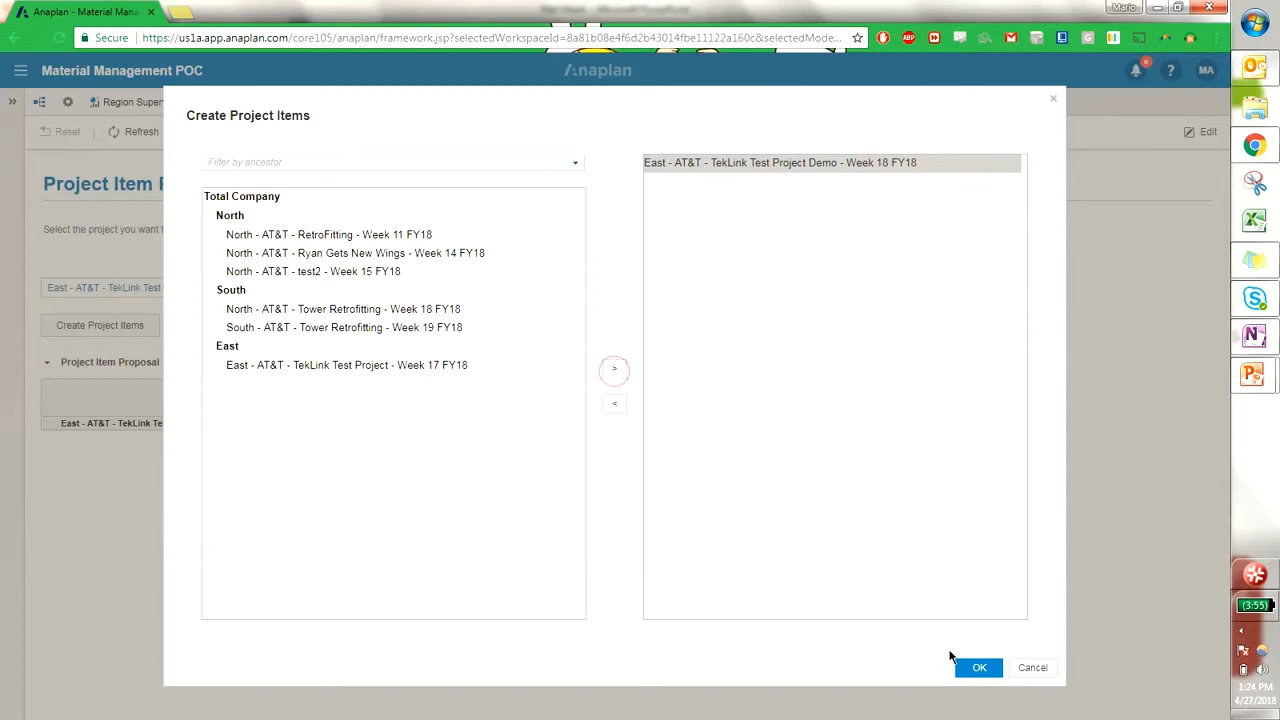 Anaplan - Material Mana
Mario
Secure
https://us1a.app.anaplan.com/core105/anaplan/framework.jsp?selectedWorkspaceId=8a81b08e4f6d2b43014fbe11122a160c&selectedMode...
Material Management POC
Anaplan
MA
Region Super
Reset
Refresh
Edit
Create Project Items
Filter by ancestor
East - AT&T - TekLink Test Project Demo - Week 18 FY18
Project Item P
Total Company
North
Select the project you want t
North - AT&T - RetroFitting - Week 11 FY18
North - AT&T - Ryan Gets New Wings - Week 14 FY18
North - AT&T - test2 - Week 15 FY18
East - AT&T - TekLink Test
South
North - AT&T - Tower Retrofitting - Week 18 FY18
Create Project Items
South - AT&T - Tower Retrofitting - Week 19 FY18
East
Project Item Proposal
East - AT&T - TekLink Test Project - Week 17 FY18
>
<
East - AT&T - TekLink Te
OK
Cancel
(3:55)
1:24 PM
4/27/2018